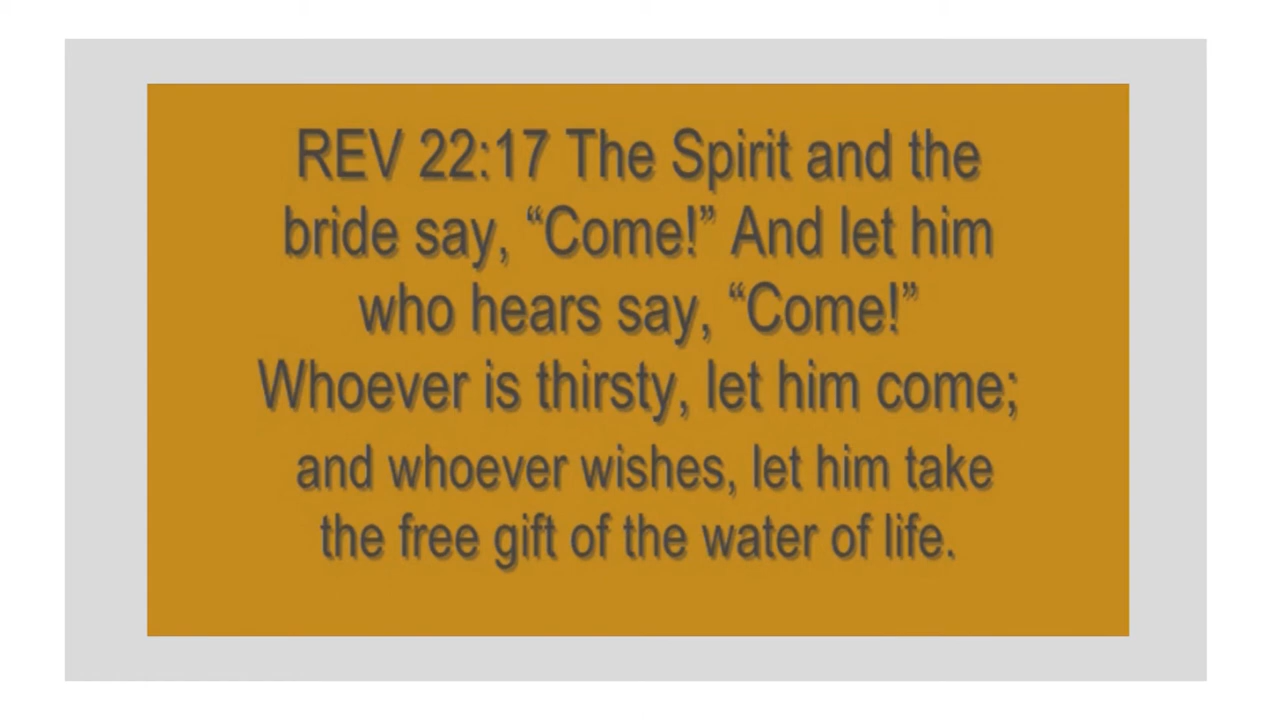 REV 22:17 The Spirit and the
bride say, “Come!” And let him
who hears say, “Come!”
Whoever is thirsty, let him come;
and whoever wishes, let him take
the free gift of the water of life.